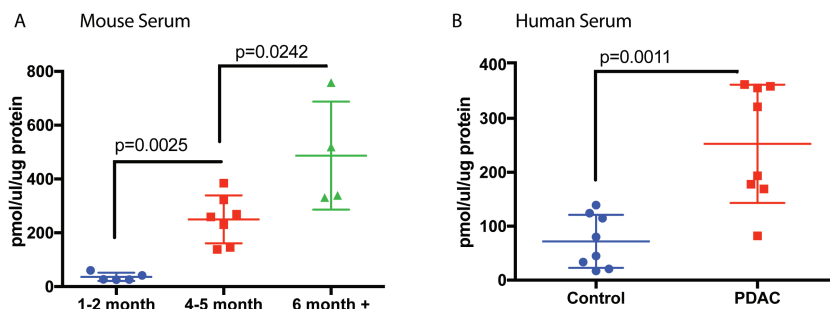 A Mouse Serum
p=0.0242
p=0.0025
pmol/ul/ug protein
800
600
400
200
0
1-2 month 4-5 month 6 month +
B Human Serum
p=0.0011
pmol/ul/ug protein
400
300
200
100
0
Control PDAC